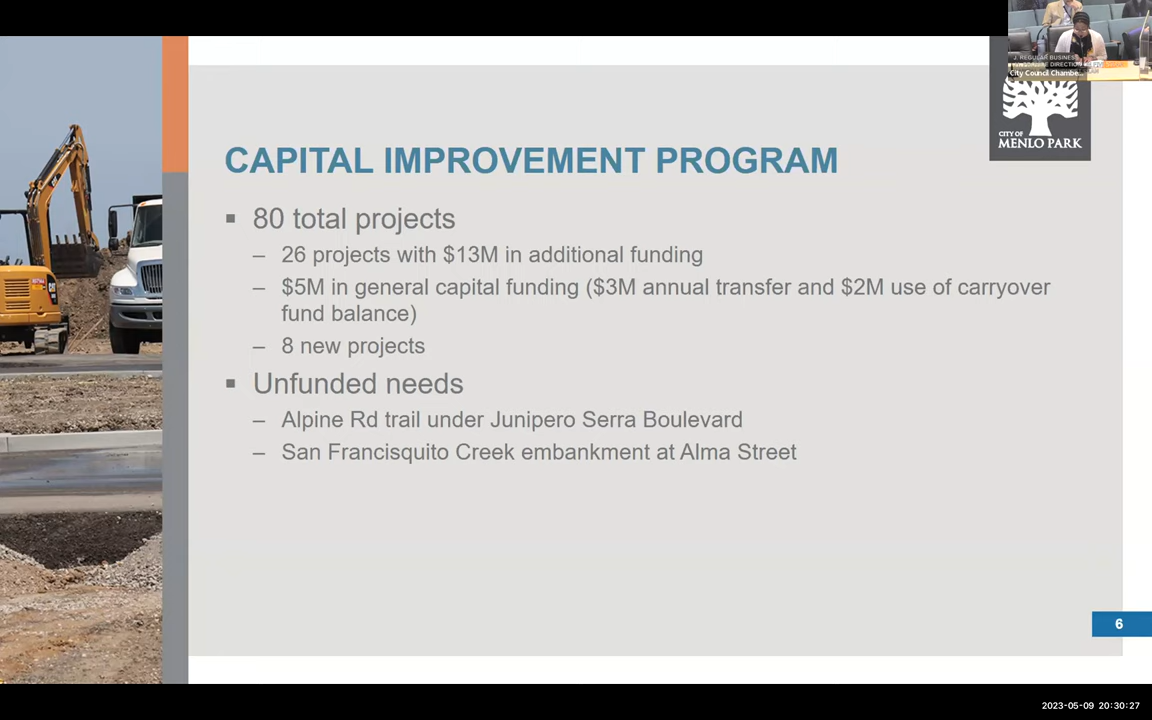 J. REGULAR BUSINESS
City Council Chambe...
CITY OF
MENLO PARK
CAPITAL IMPROVEMENT PROGRAM
▪ 80 total projects
– 26 projects with $13M in additional funding
– $5M in general capital funding ($3M annual transfer and $2M use of carryover
fund balance)
– 8 new projects
▪ Unfunded needs
– Alpine Rd trail under Junipero Serra Boulevard
– San Francisquito Creek embankment at Alma Street
6
2023-05-09 20:30:27